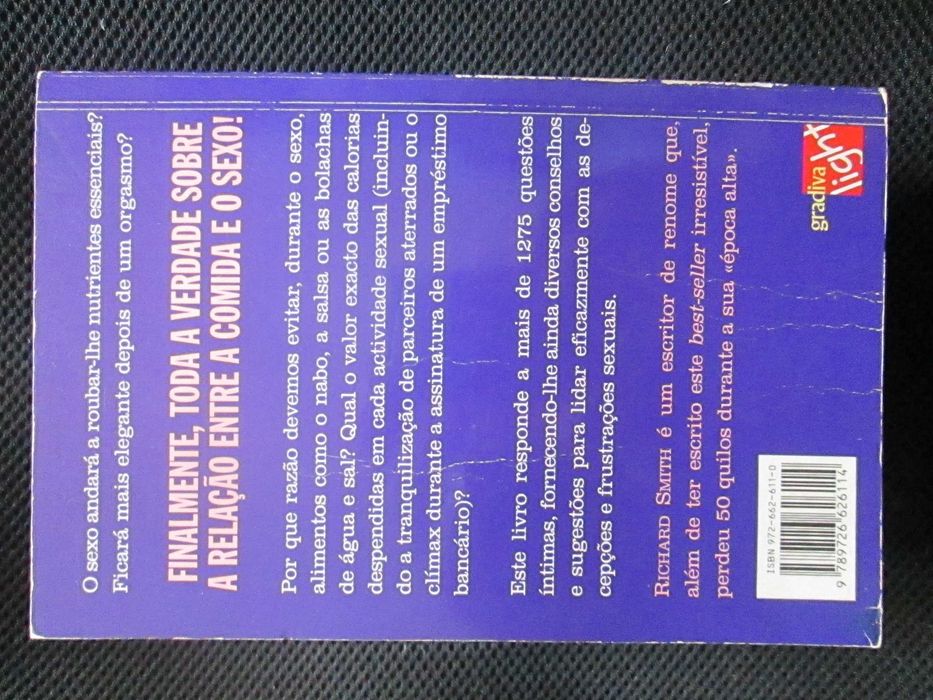 O sexo andará a roubar-lhe nutrientes essenciais?
Ficará mais elegante depois de um orgasmo?
FINALMENTE, TODA A VERDADE SOBRE
A RELAÇÃO ENTRE A COMIDA E O SEXO!
Por que razão devemos evitar, durante o sexo,
alimentos como o nabo, a salsa ou as bolachas
de água e sal? Qual o valor exacto das calorias
despendidas em cada actividade sexual (incluin-
do a tranquilização de parceiros aterrados ou o
clímax durante a assinatura de um empréstimo
bancário)?
Este livro responde a mais de 1275 questões
íntimas, fornecendo-lhe ainda diversos conselhos
e sugestões para lidar eficazmente com as de-
cepções e frustrações sexuais.
RICHARD SMITH é um escritor de renome que,
além de ter escrito este best-seller irresistível,
perdeu 50 quilos durante a sua «época alta».
ISBN 972-662-611-0
9 789726 626114
gradiva
light